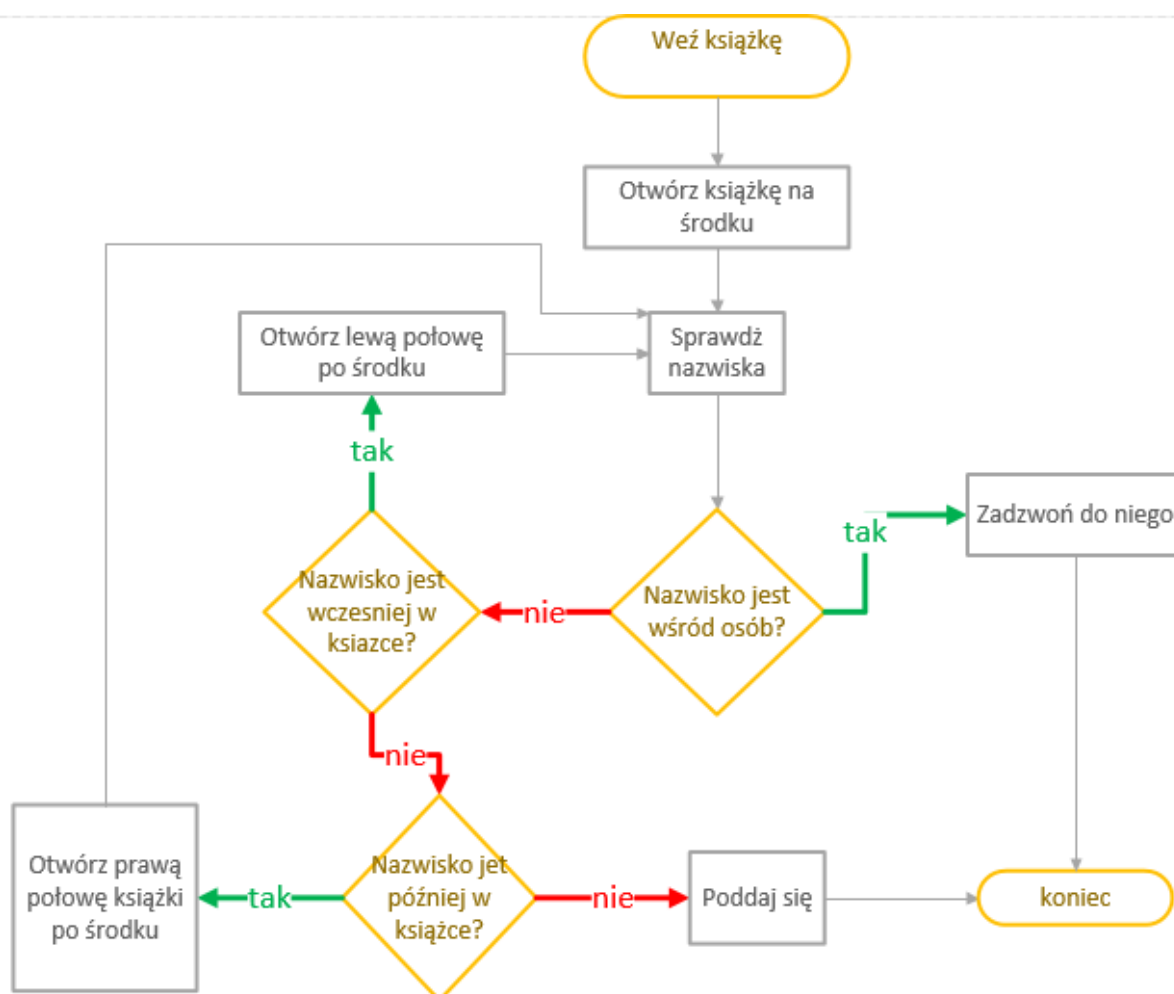 Weź książkę
Otwórz książkę na
środku
Otwórz lewą połowę
po środku
Sprawdź
nazwiska
tak
Zadzwoń do niego
tak
Nazwisko jest
wczesniej w
ksiazce?
nie
Nazwisko jest
wśród osób?
nie
Otwórz prawą
połowę książki
po środku
tak
Nazwisko jet
później w
książce?
nie
Poddaj się
koniec